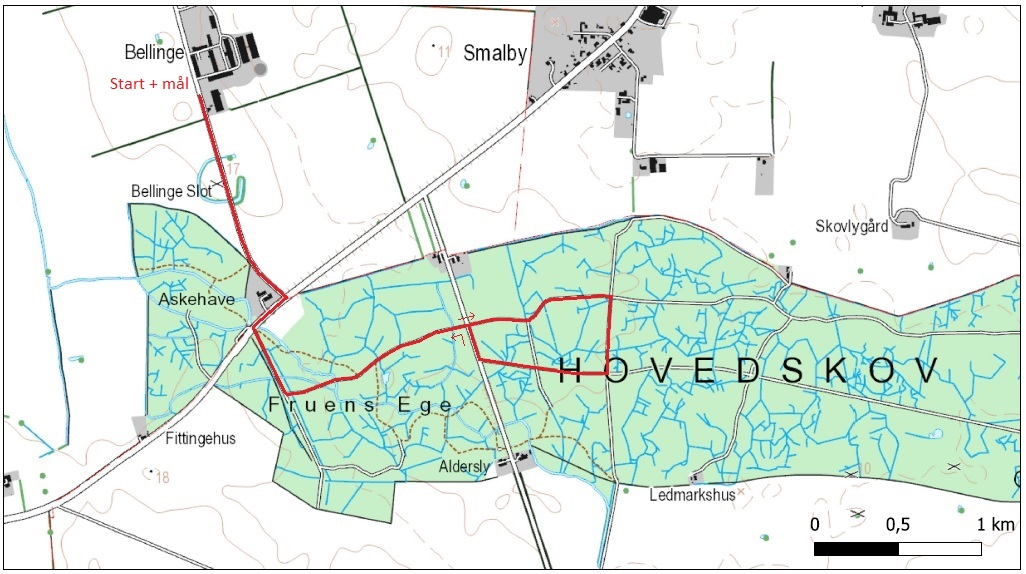 Bellinge
Smalby
11
Start + mål
17
Bellinge Slot
Skovlygård
Askehave
HOVEDSKOV
Fruens Ege
Fittingehus
Aldersly
18
10
Ledmarkshus
0 0,5 1 km